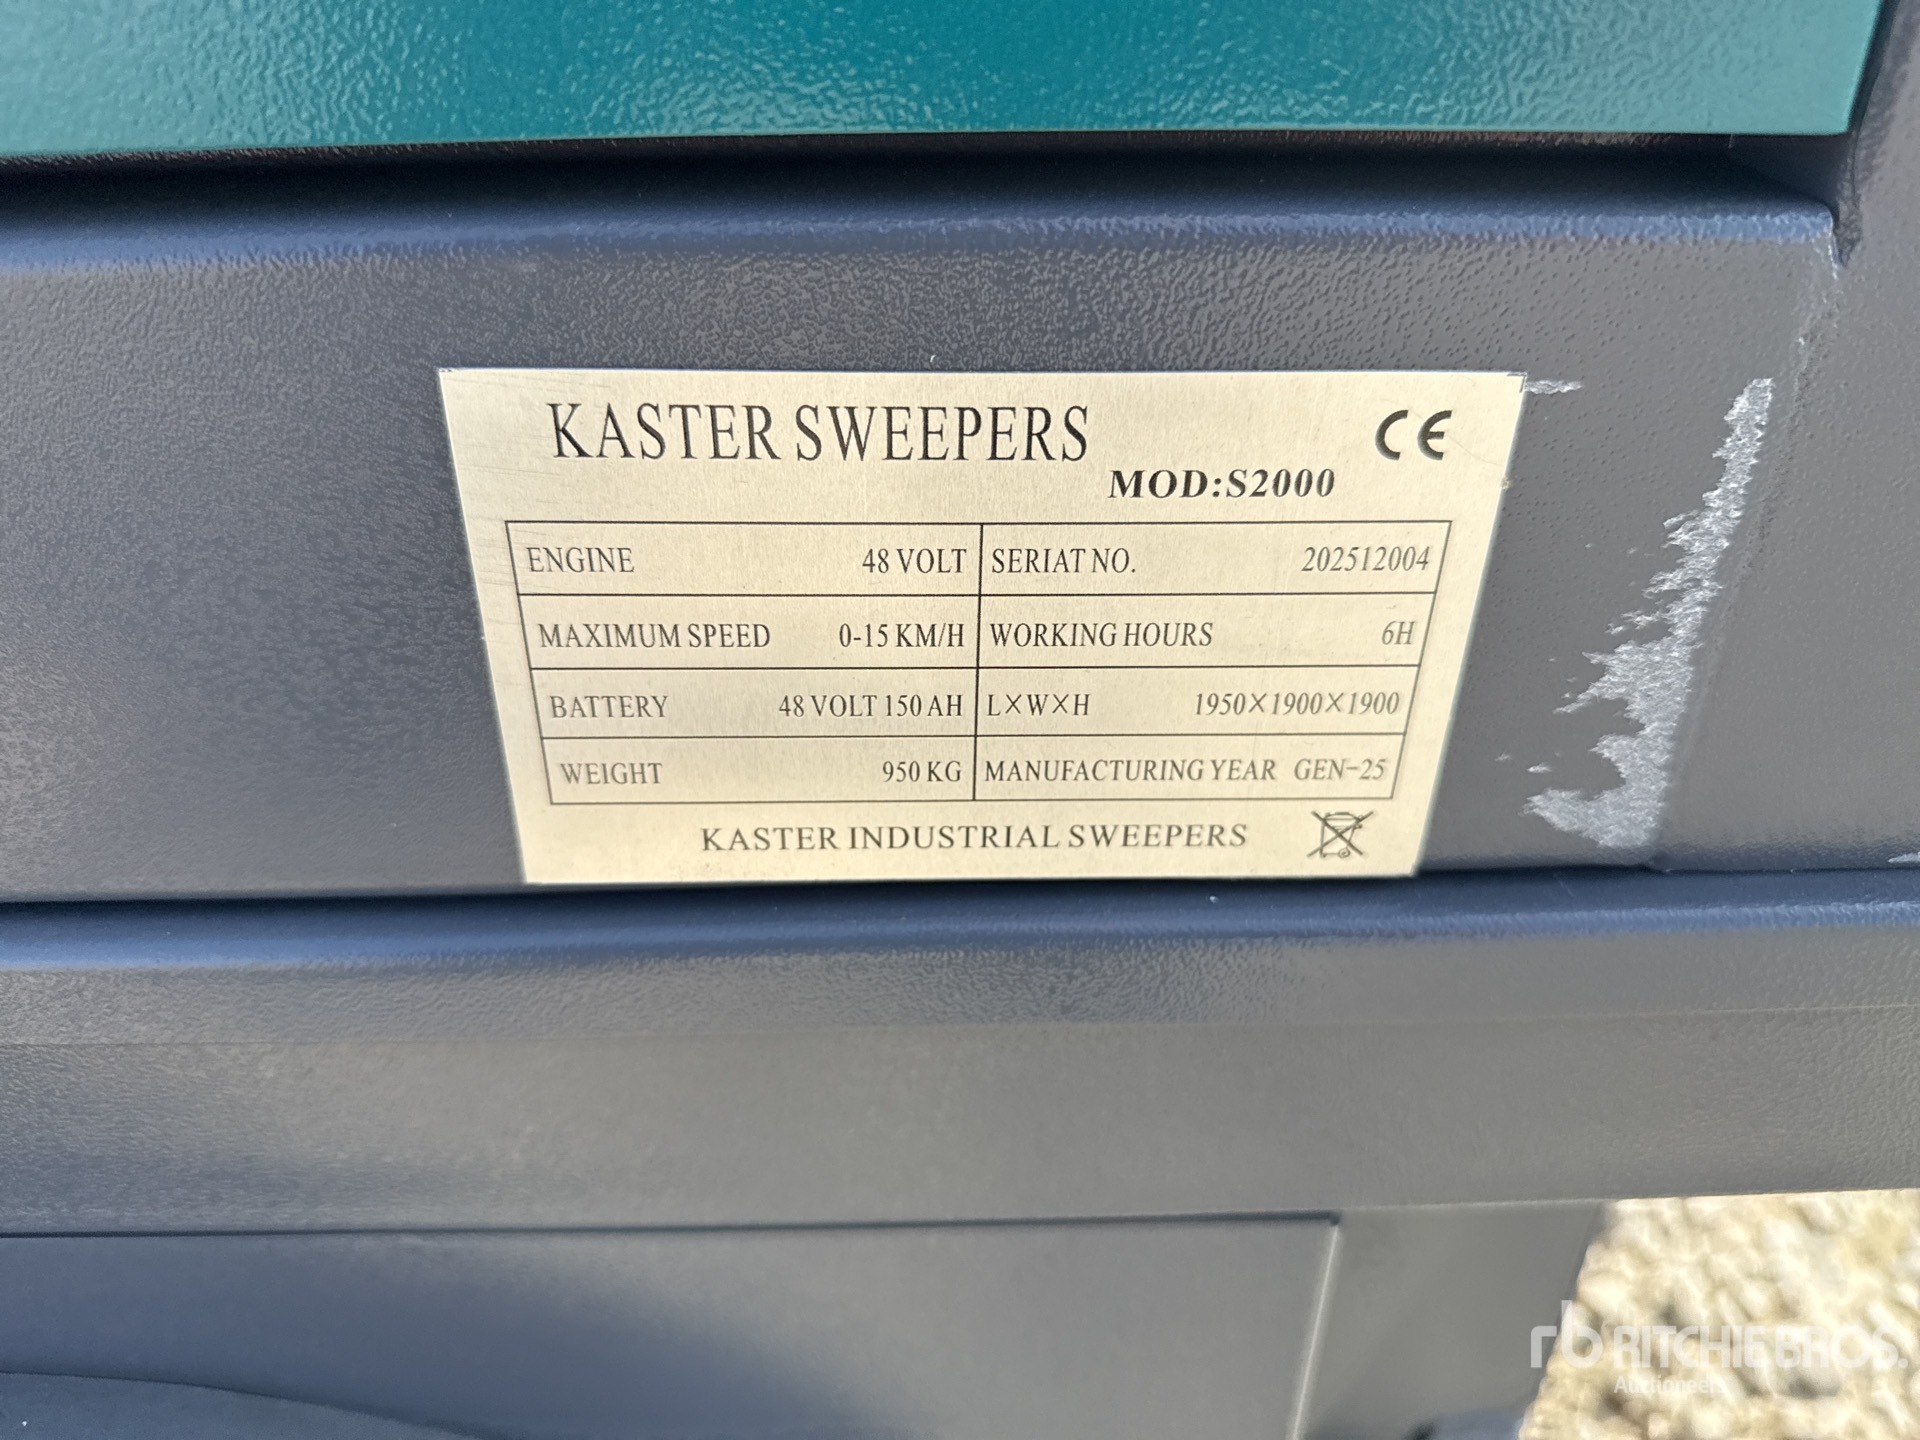 KASTER SWEEPERS
CE
MOD:S2000
ENGINE 48 VOLT SERIAT NO. 202512004
MAXIMUM SPEED 0-15 KM/H WORKING HOURS 6H
BATTERY 48 VOLT 150 AH L×W×H 1950×1900×1900
WEIGHT 950 KG MANUFACTURING YEAR GEN-25
KASTER INDUSTRIAL SWEEPERS
rb RITCHIE BROS.
Auctioneers